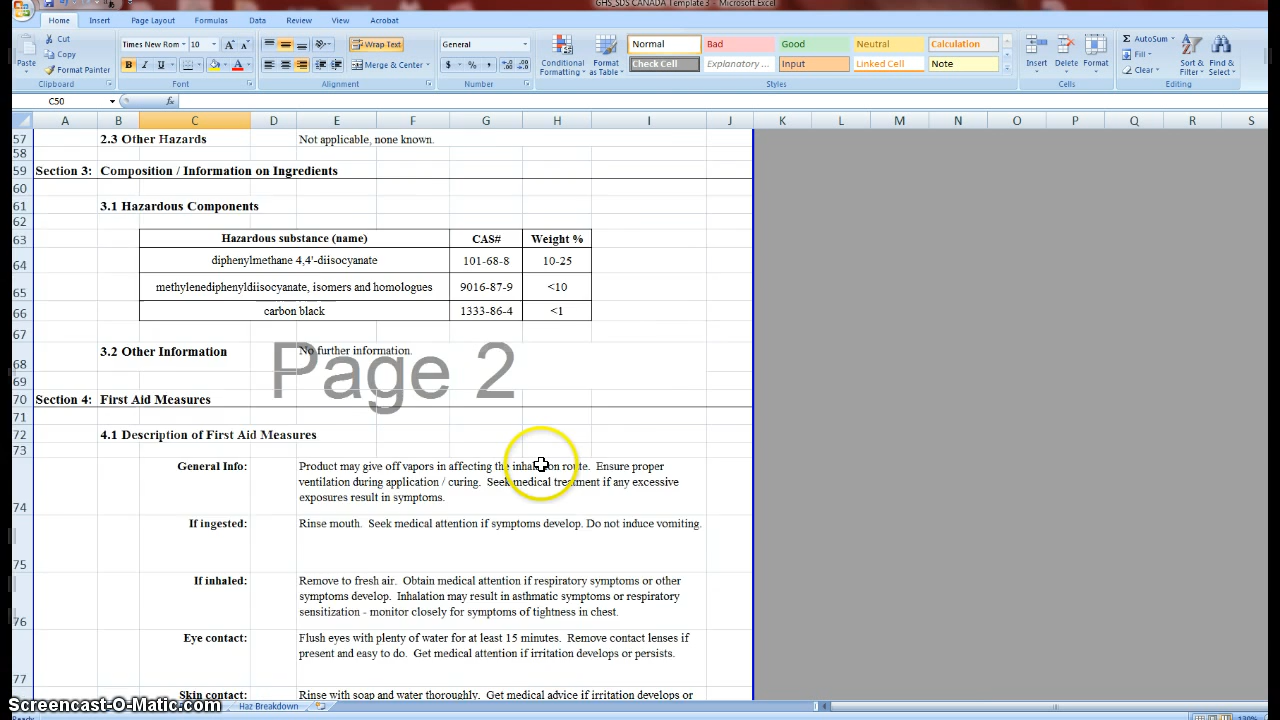 GHS_SDS CANADA Template 3 - Microsoft Excel
Home Insert Page Layout Formulas Data Review View Acrobat
Paste Cut Copy Format Painter
Times New Rom 10 A A
B I U A
Wrap Text
Merge & Center
General
$ % , .0 .00 .00 .0
Conditional Formatting Format as Table
Normal Bad Good Neutral Calculation
Check Cell Explanatory ... Input Linked Cell Note
Insert Delete Format
Σ AutoSum Fill Clear
Sort & Filter Find & Select
Clipboard Font Alignment Number Styles Cells Editing
C50 fx
A B C D E F G H I J K L M N O P Q R S
57 2.3 Other Hazards Not applicable, none known.
58
59 Section 3: Composition / Information on Ingredients
60
61 3.1 Hazardous Components
62
63 Hazardous substance (name) CAS# Weight %
64 diphenylmethane 4,4'-diisocyanate 101-68-8 10-25
65 methylenediphenyldiisocyanate, isomers and homologues 9016-87-9 <10
66 carbon black 1333-86-4 <1
67
68 3.2 Other Information No further information.
Page 2
69
70 Section 4: First Aid Measures
71
72 4.1 Description of First Aid Measures
73
General Info: Product may give off vapors in affecting the inhalation route. Ensure proper
ventilation during application / curing. Seek medical treatment if any excessive
exposures result in symptoms.
74
If ingested: Rinse mouth. Seek medical attention if symptoms develop. Do not induce vomiting.
75
If inhaled: Remove to fresh air. Obtain medical attention if respiratory symptoms or other
symptoms develop. Inhalation may result in asthmatic symptoms or respiratory
sensitization - monitor closely for symptoms of tightness in chest.
76
Eye contact: Flush eyes with plenty of water for at least 15 minutes. Remove contact lenses if
present and easy to do. Get medical attention if irritation develops or persists.
77
Skin contact: Rinse with soap and water thoroughly. Get medical advice if irritation develops or
Screencast-O-Matic.com
Haz Breakdown
130%